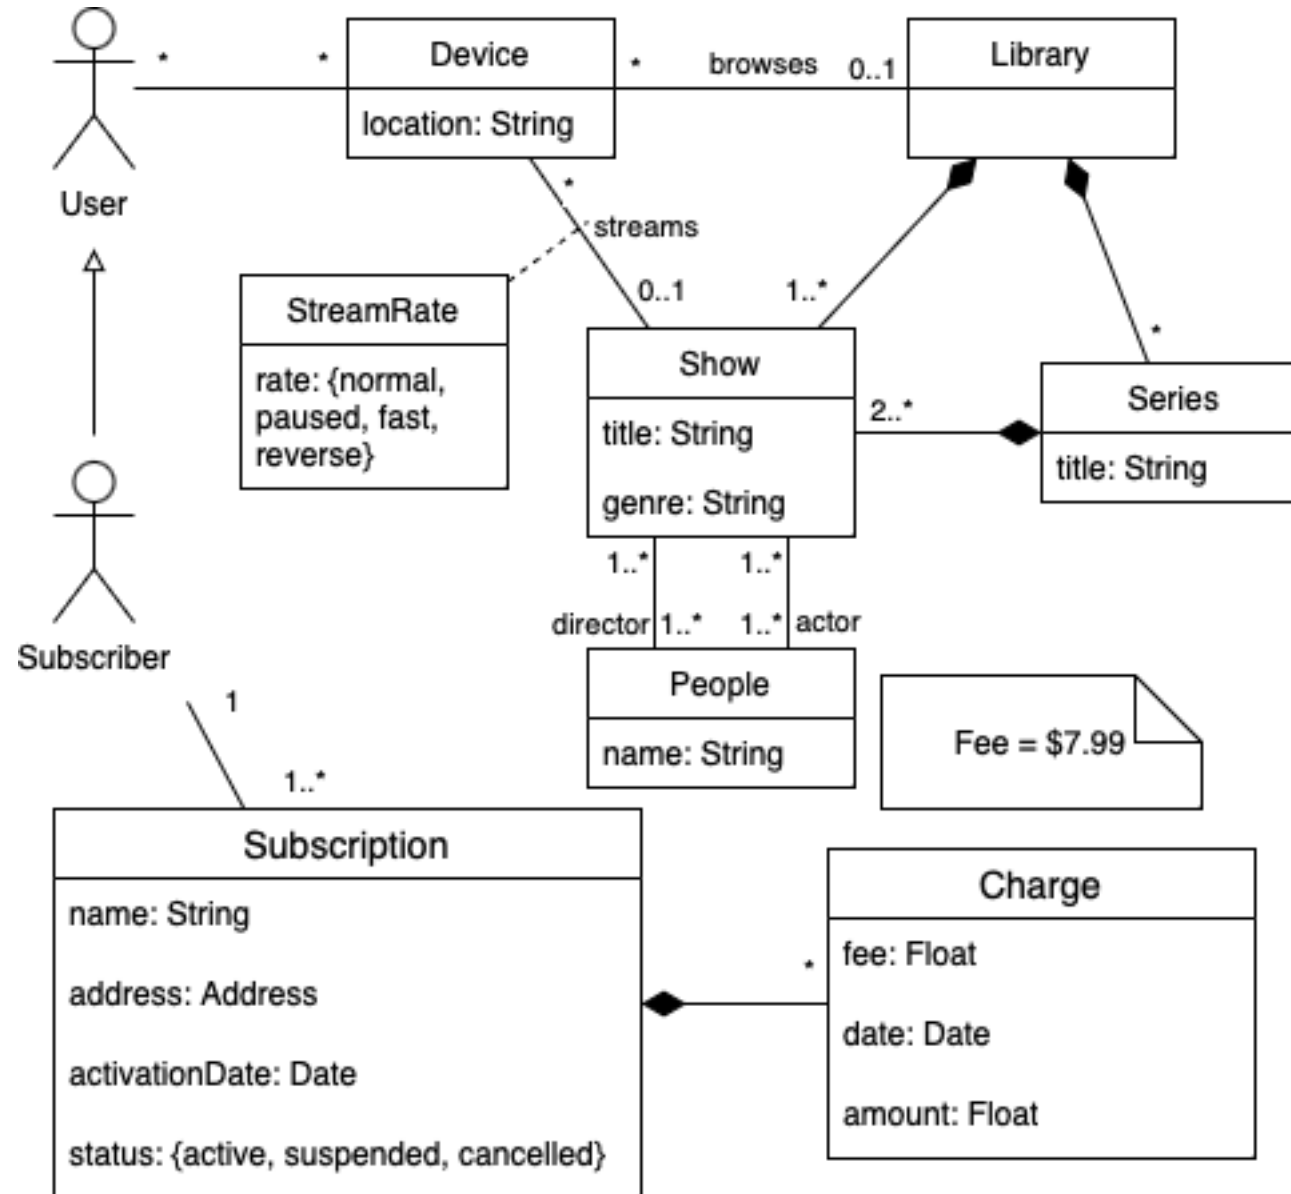 * * Device * browses 0..1 Library
location: String
User
*
streams
0..1 1..*
*
StreamRate
rate: {normal,
paused, fast,
reverse}
Show
title: String
genre: String
2..*
Series
title: String
1..* 1..*
director 1..* 1..* actor
People
name: String
Subscriber
1
1..*
Fee = $7.99
Subscription
name: String
address: Address
activationDate: Date
status: {active, suspended, cancelled}
*
Charge
fee: Float
date: Date
amount: Float